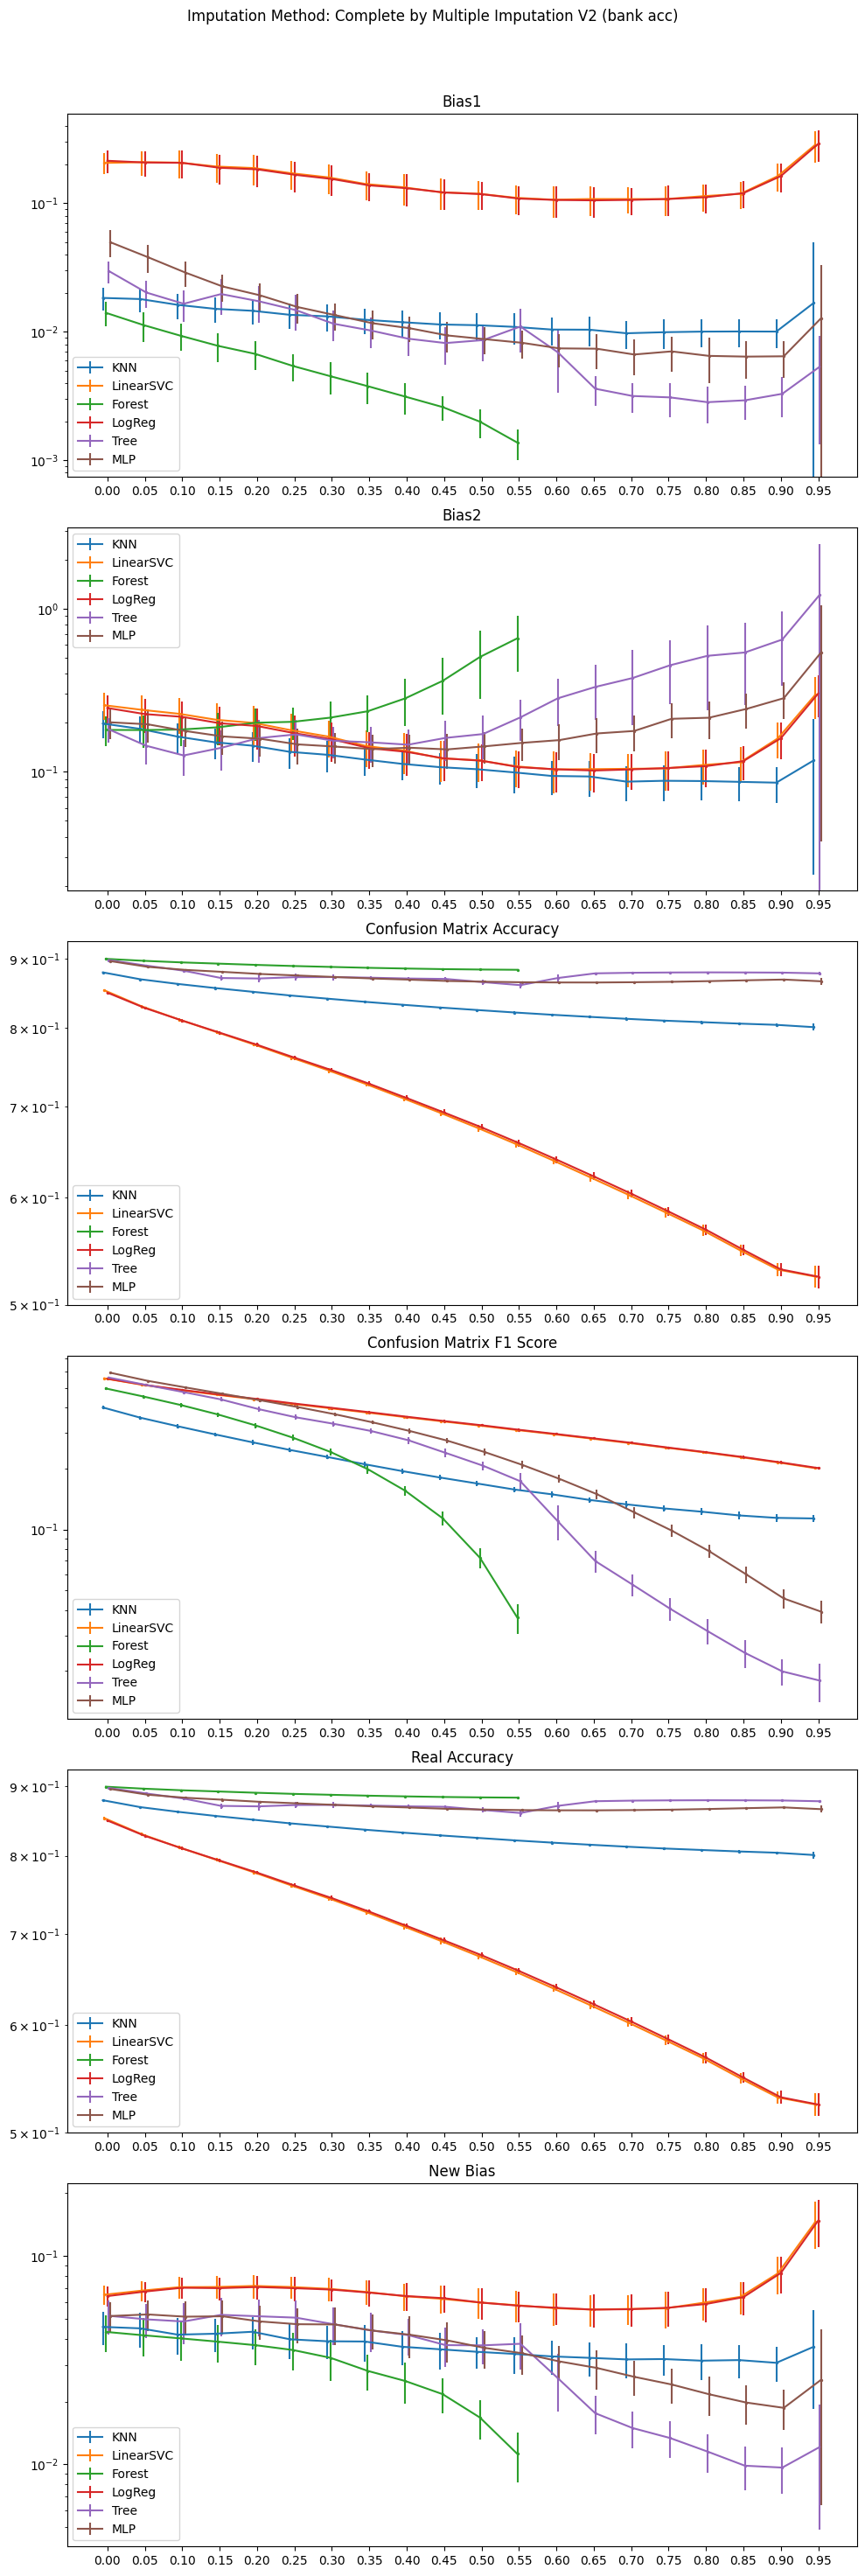 Imputation Method: Complete by Multiple Imputation V2 (bank acc)
Bias1
10⁻¹
10⁻²
10⁻³
KNN
LinearSVC
Forest
LogReg
Tree
MLP
0.00 0.05 0.10 0.15 0.20 0.25 0.30 0.35 0.40 0.45 0.50 0.55 0.60 0.65 0.70 0.75 0.80 0.85 0.90 0.95
Bias2
10⁰
10⁻¹
KNN
LinearSVC
Forest
LogReg
Tree
MLP
0.00 0.05 0.10 0.15 0.20 0.25 0.30 0.35 0.40 0.45 0.50 0.55 0.60 0.65 0.70 0.75 0.80 0.85 0.90 0.95
Confusion Matrix Accuracy
9 × 10⁻¹
8 × 10⁻¹
7 × 10⁻¹
6 × 10⁻¹
5 × 10⁻¹
KNN
LinearSVC
Forest
LogReg
Tree
MLP
0.00 0.05 0.10 0.15 0.20 0.25 0.30 0.35 0.40 0.45 0.50 0.55 0.60 0.65 0.70 0.75 0.80 0.85 0.90 0.95
Confusion Matrix F1 Score
10⁻¹
KNN
LinearSVC
Forest
LogReg
Tree
MLP
0.00 0.05 0.10 0.15 0.20 0.25 0.30 0.35 0.40 0.45 0.50 0.55 0.60 0.65 0.70 0.75 0.80 0.85 0.90 0.95
Real Accuracy
9 × 10⁻¹
8 × 10⁻¹
7 × 10⁻¹
6 × 10⁻¹
5 × 10⁻¹
KNN
LinearSVC
Forest
LogReg
Tree
MLP
0.00 0.05 0.10 0.15 0.20 0.25 0.30 0.35 0.40 0.45 0.50 0.55 0.60 0.65 0.70 0.75 0.80 0.85 0.90 0.95
New Bias
10⁻¹
10⁻²
KNN
LinearSVC
Forest
LogReg
Tree
MLP
0.00 0.05 0.10 0.15 0.20 0.25 0.30 0.35 0.40 0.45 0.50 0.55 0.60 0.65 0.70 0.75 0.80 0.85 0.90 0.95